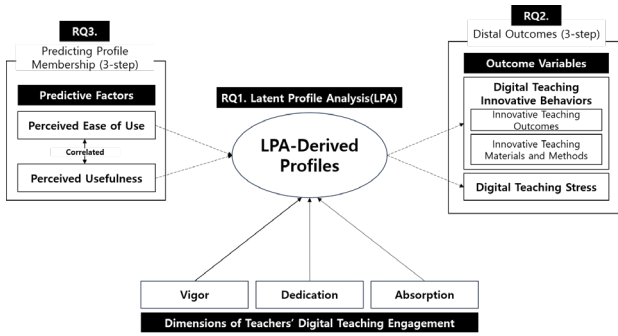 RQ3.
Predicting Profile
Membership (3-step)
Predictive Factors
Perceived Ease of Use
Correlated
Perceived Usefulness
RQ1. Latent Profile Analysis(LPA)
LPA-Derived
Profiles
RQ2.
Distal Outcomes (3-step)
Outcome Variables
Digital Teaching
Innovative Behaviors
Innovative Teaching
Outcomes
Innovative Teaching
Materials and Methods
Digital Teaching Stress
Vigor
Dedication
Absorption
Dimensions of Teachers' Digital Teaching Engagement